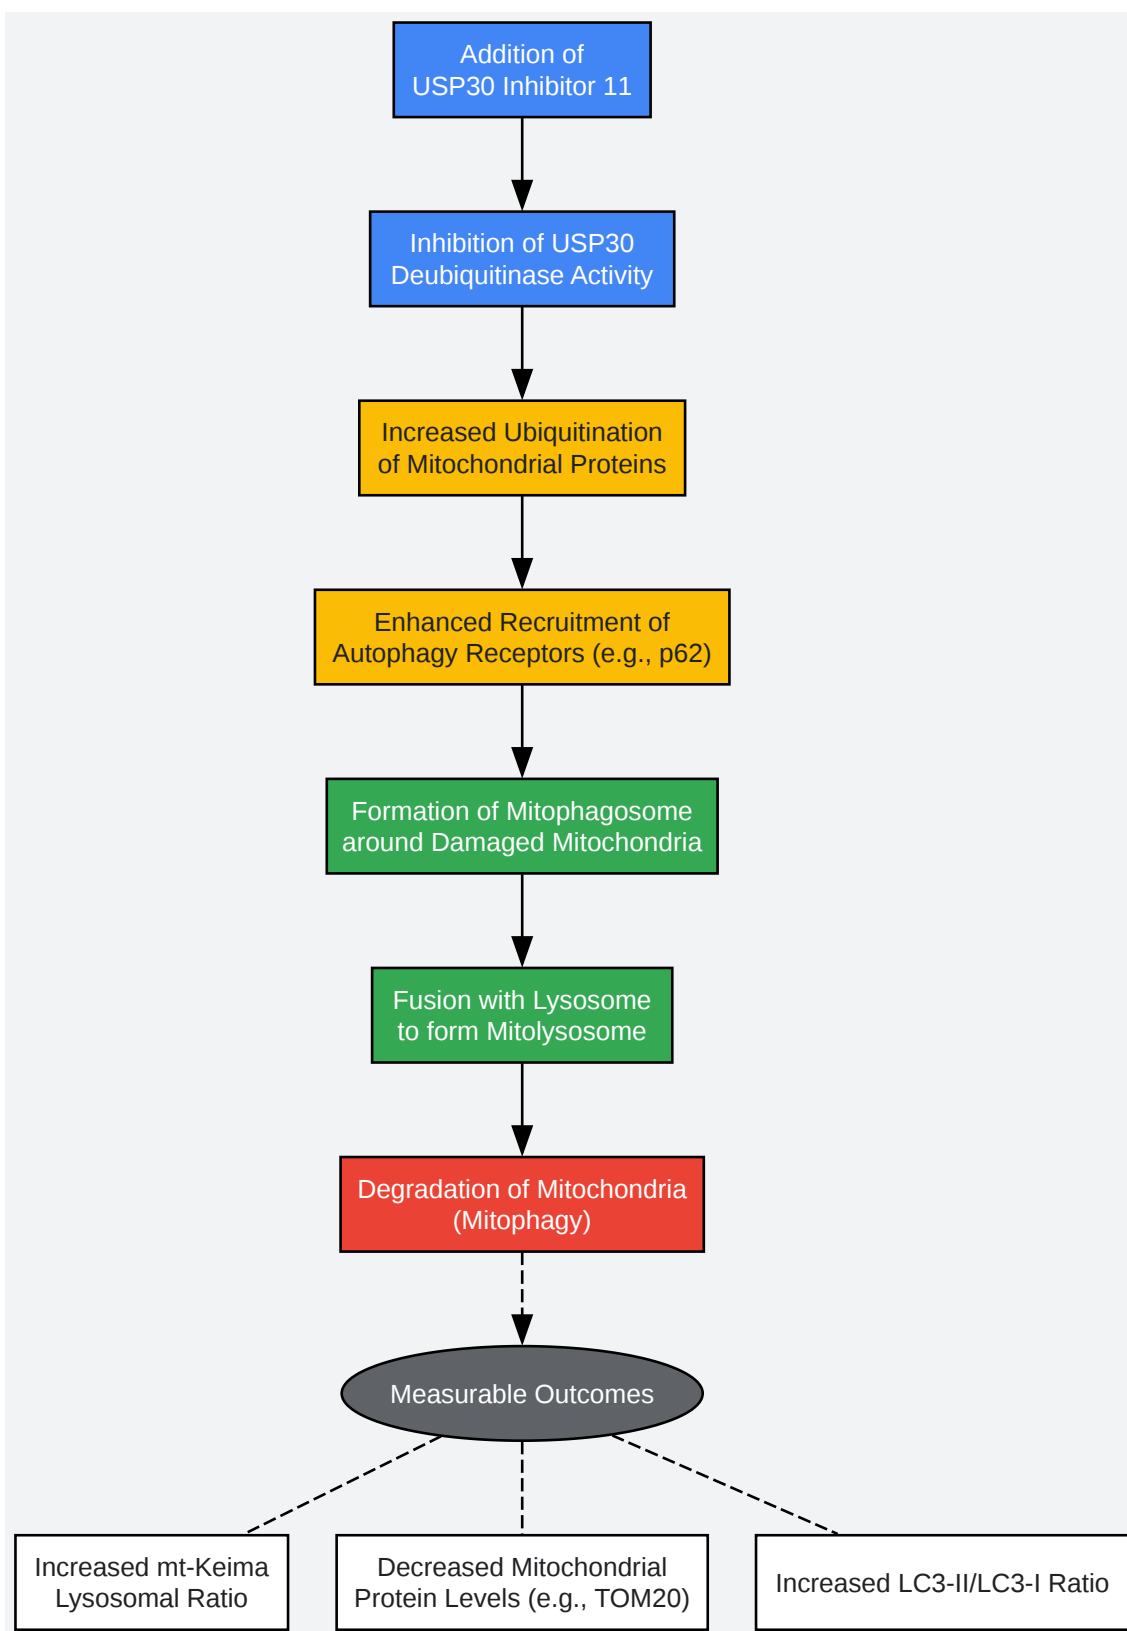 Addition of
USP30 Inhibitor 11
Inhibition of USP30
Deubiquitinase Activity
Increased Ubiquitination
of Mitochondrial Proteins
Enhanced Recruitment of
Autophagy Receptors (e.g., p62)
Formation of Mitophagosome
around Damaged Mitochondria
Fusion with Lysosome
to form Mitolysosome
Degradation of Mitochondria
(Mitophagy)
Measurable Outcomes
Increased mt-Keima
Lysosomal Ratio
Decreased Mitochondrial
Protein Levels (e.g., TOM20)
Increased LC3-II/LC3-I Ratio